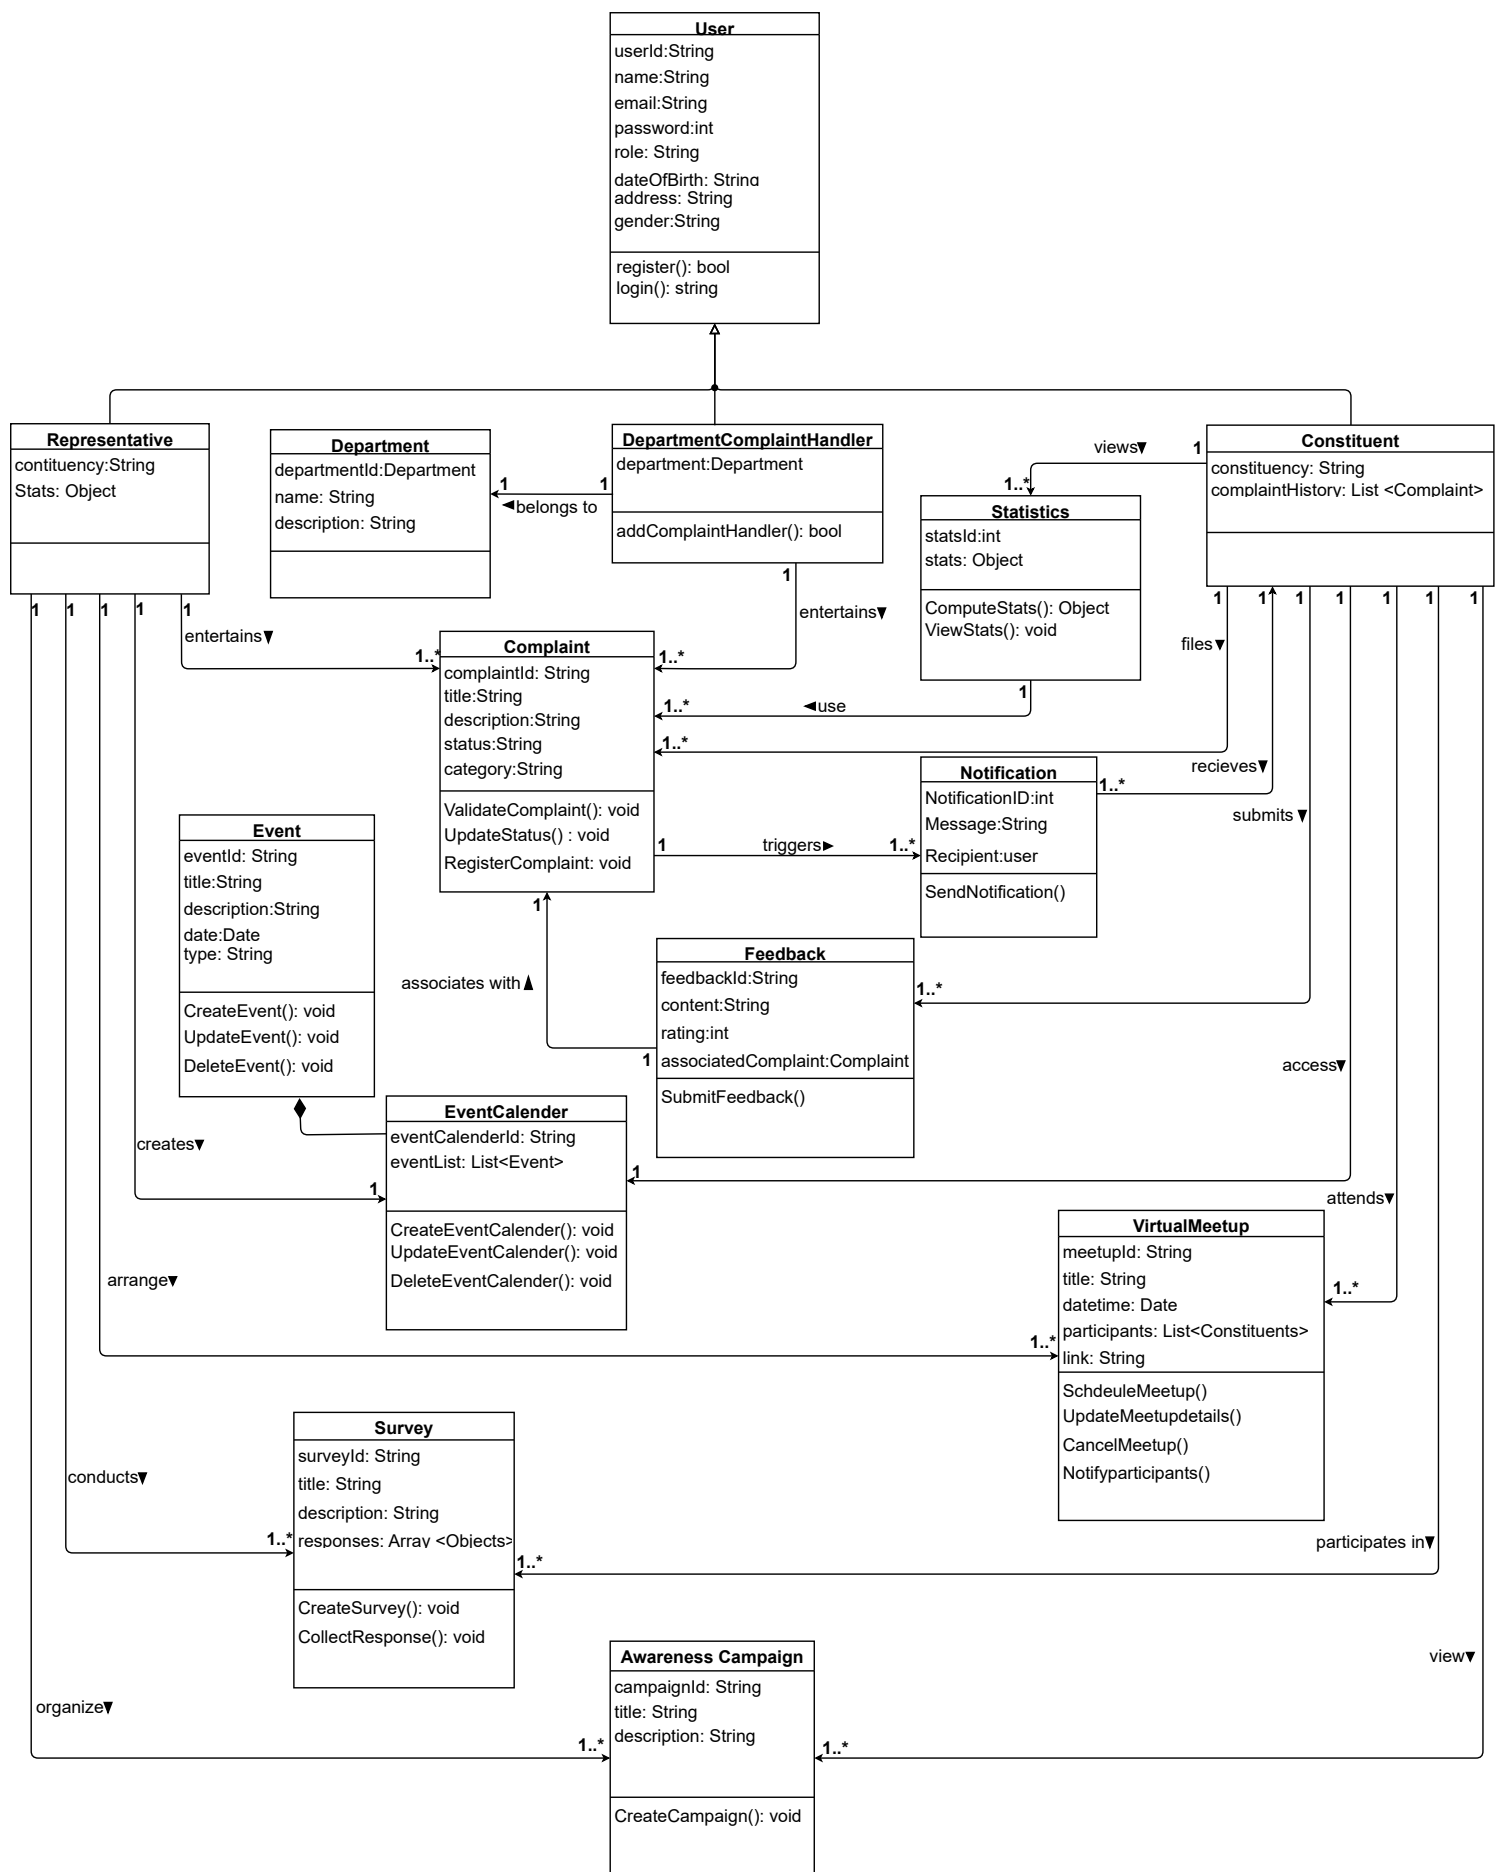 User
userId:String
name:String
email:String
password:int
role: String
dateOfBirth: String
address: String
gender:String
register(): bool
login(): string
Representative
contituency:String
Stats: Object
Department
departmentId:Department
name: String
description: String
DepartmentComplaintHandler
department:Department
addComplaintHandler(): bool
1
1
◄belongs to
Constituent
constituency: String
complaintHistory: List <Complaint>
views▼
1
1..*
Statistics
statsId:int
stats: Object
ComputeStats(): Object
ViewStats(): void
1
1
1
1
1
1
1
1
1
1
1
1
1
1
entertains▼
1..*
entertains▼
1..*
◄use
1..*
files▼
1..*
Complaint
complaintId: String
title:String
description:String
status:String
category:String
ValidateComplaint(): void
UpdateStatus() : void
RegisterComplaint: void
1
triggers►
1..*
Notification
NotificationID:int
Message:String
Recipient:user
SendNotification()
1..*
recieves▼
submits ▼
Event
eventId: String
title:String
description:String
date:Date
type: String
CreateEvent(): void
UpdateEvent(): void
DeleteEvent(): void
1
associates with▲
1
Feedback
feedbackId:String
content:String
rating:int
associatedComplaint:Complaint
SubmitFeedback()
1..*
access▼
EventCalender
eventCalenderId: String
eventList: List<Event>
CreateEventCalender(): void
UpdateEventCalender(): void
DeleteEventCalender(): void
creates▼
1
1
attends▼
VirtualMeetup
meetupId: String
title: String
datetime: Date
participants: List<Constituents>
link: String
SchdeuleMeetup()
UpdateMeetupdetails()
CancelMeetup()
Notifyparticipants()
1..*
arrange▼
1..*
Survey
surveyId: String
title: String
description: String
responses: Array <Objects>
CreateSurvey(): void
CollectResponse(): void
conducts▼
1..*
participates in▼
1..*
Awareness Campaign
campaignId: String
title: String
description: String
CreateCampaign(): void
organize▼
1..*
view▼
1..*